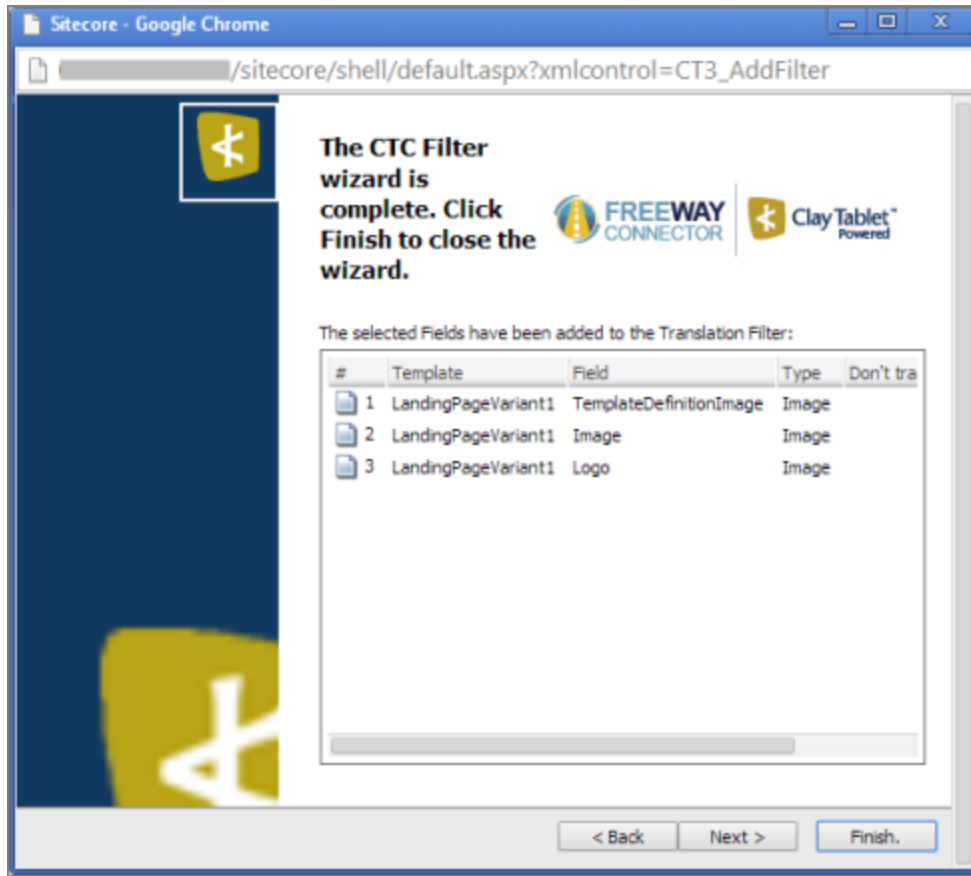 Sitecore - Google Chrome
/sitecore/shell/default.aspx?xmlcontrol=CT3_AddFilter
The CTC Filter
wizard is
complete. Click
Finish to close the
wizard.
FREEWAY
CONNECTOR
Clay Tablet™
Powered
The selected Fields have been added to the Translation Filter:
# Template Field Type Don't tra
1 LandingPageVariant1 TemplateDefinitionImage Image
2 LandingPageVariant1 Image Image
3 LandingPageVariant1 Logo Image
< Back Next > Finish.